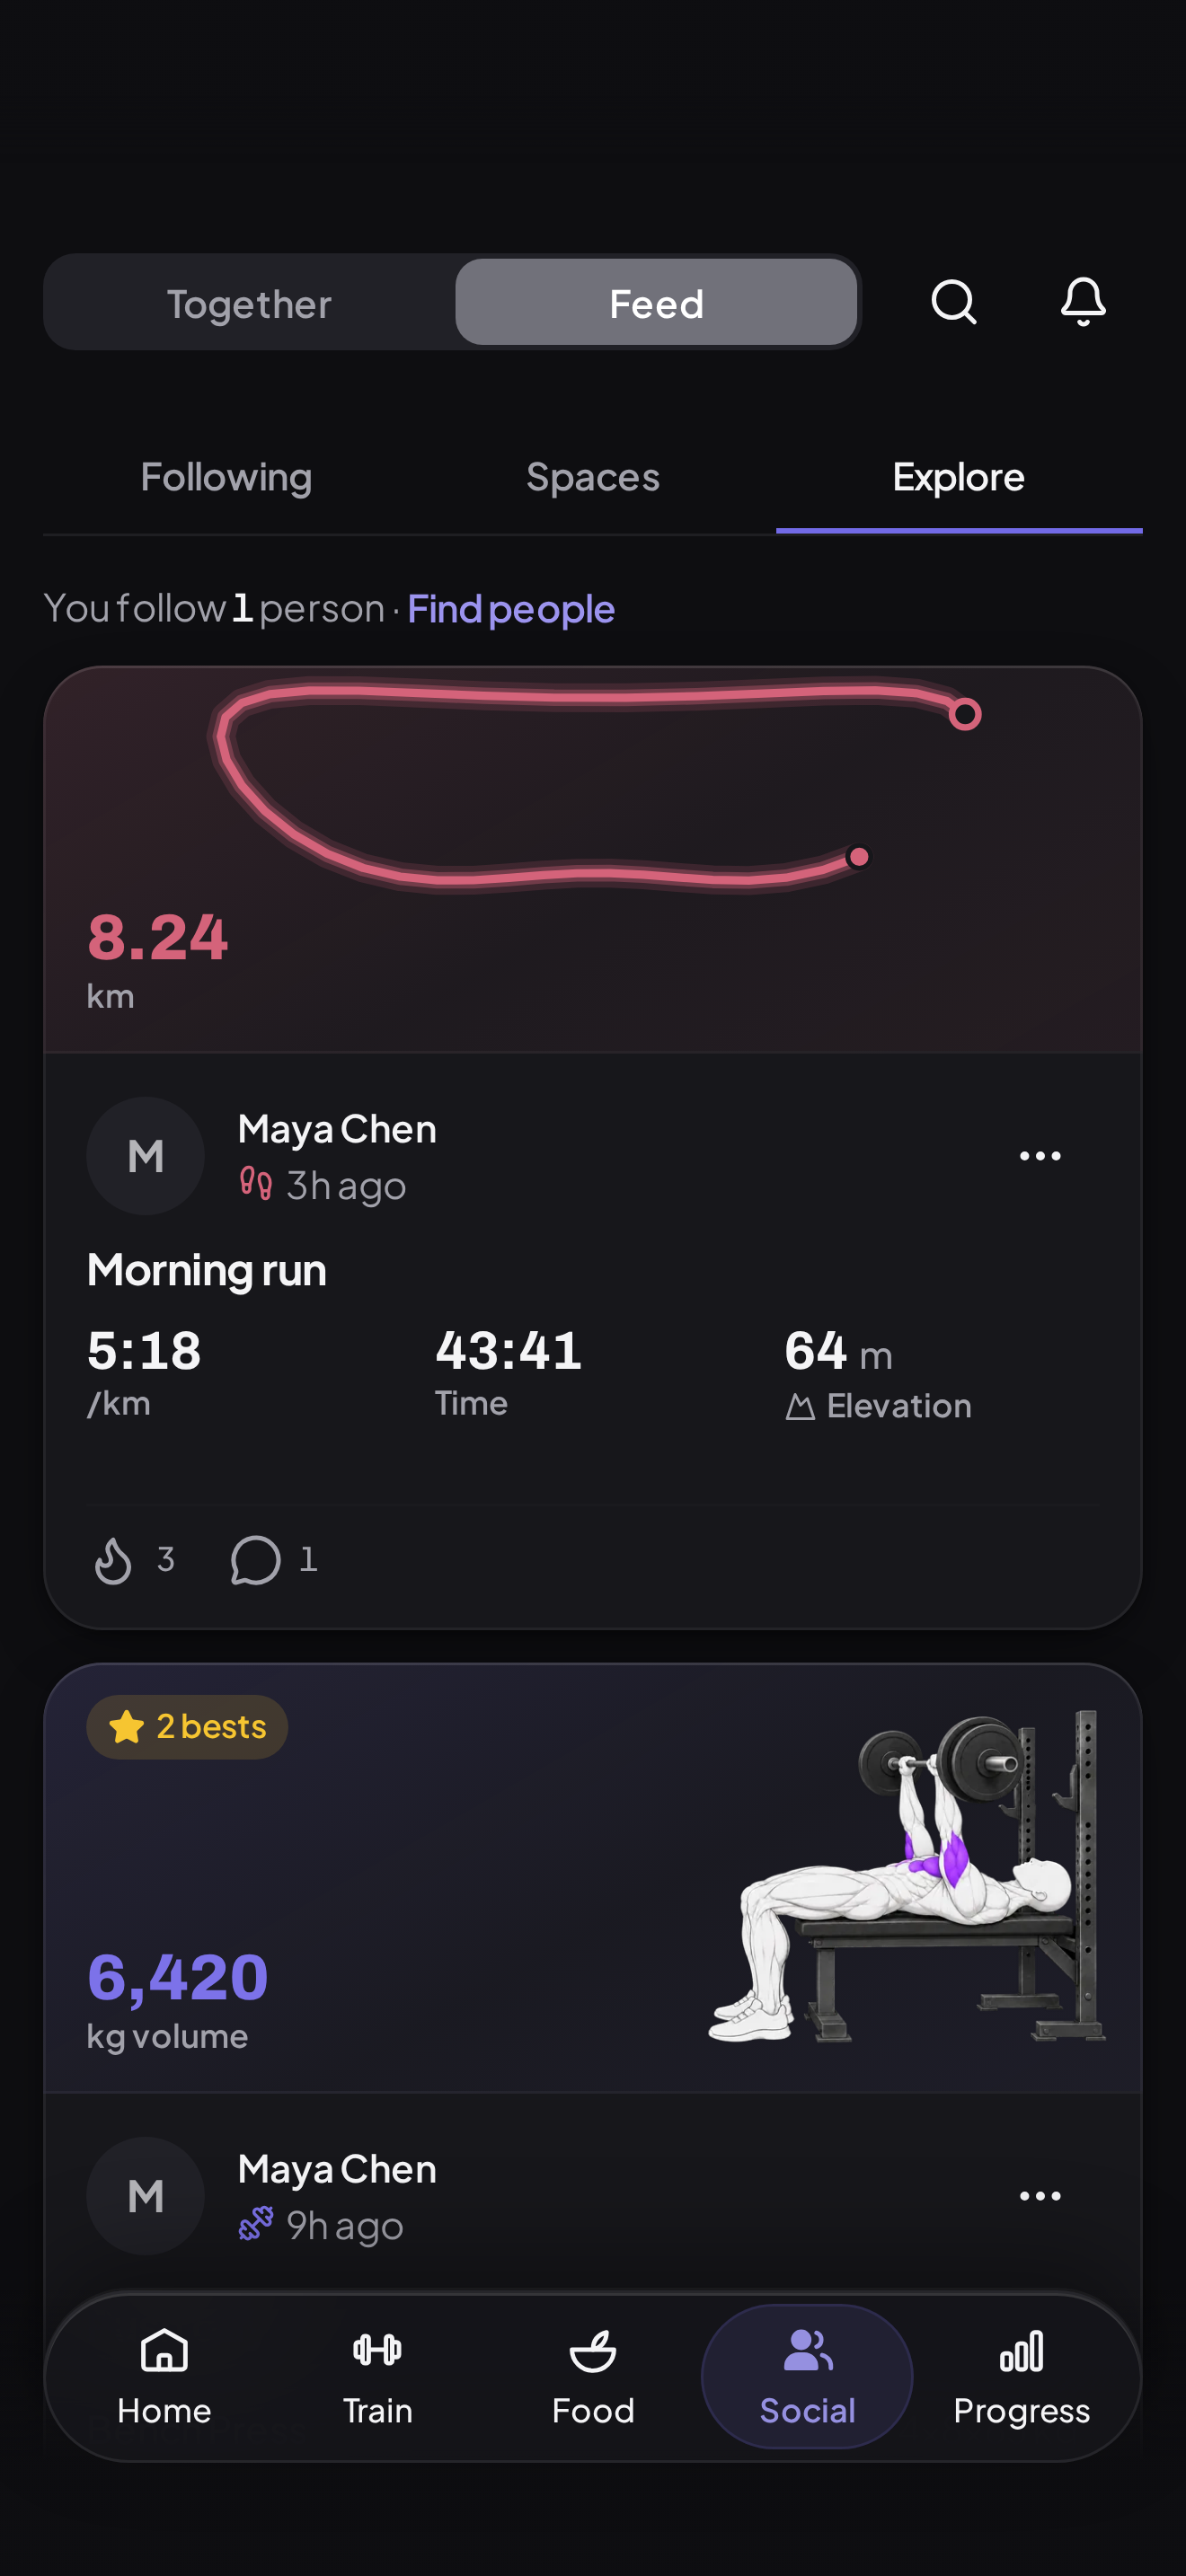 Together Feed
Following Spaces Explore
You follow 1 person · Find people
8.24
km
M
Maya Chen
3h ago
Morning run
5:18 43:41 64 m
/km Time Elevation
3 1
2 bests
6,420
kg volume
M
Maya Chen
9h ago
Home Train Food Social Progress